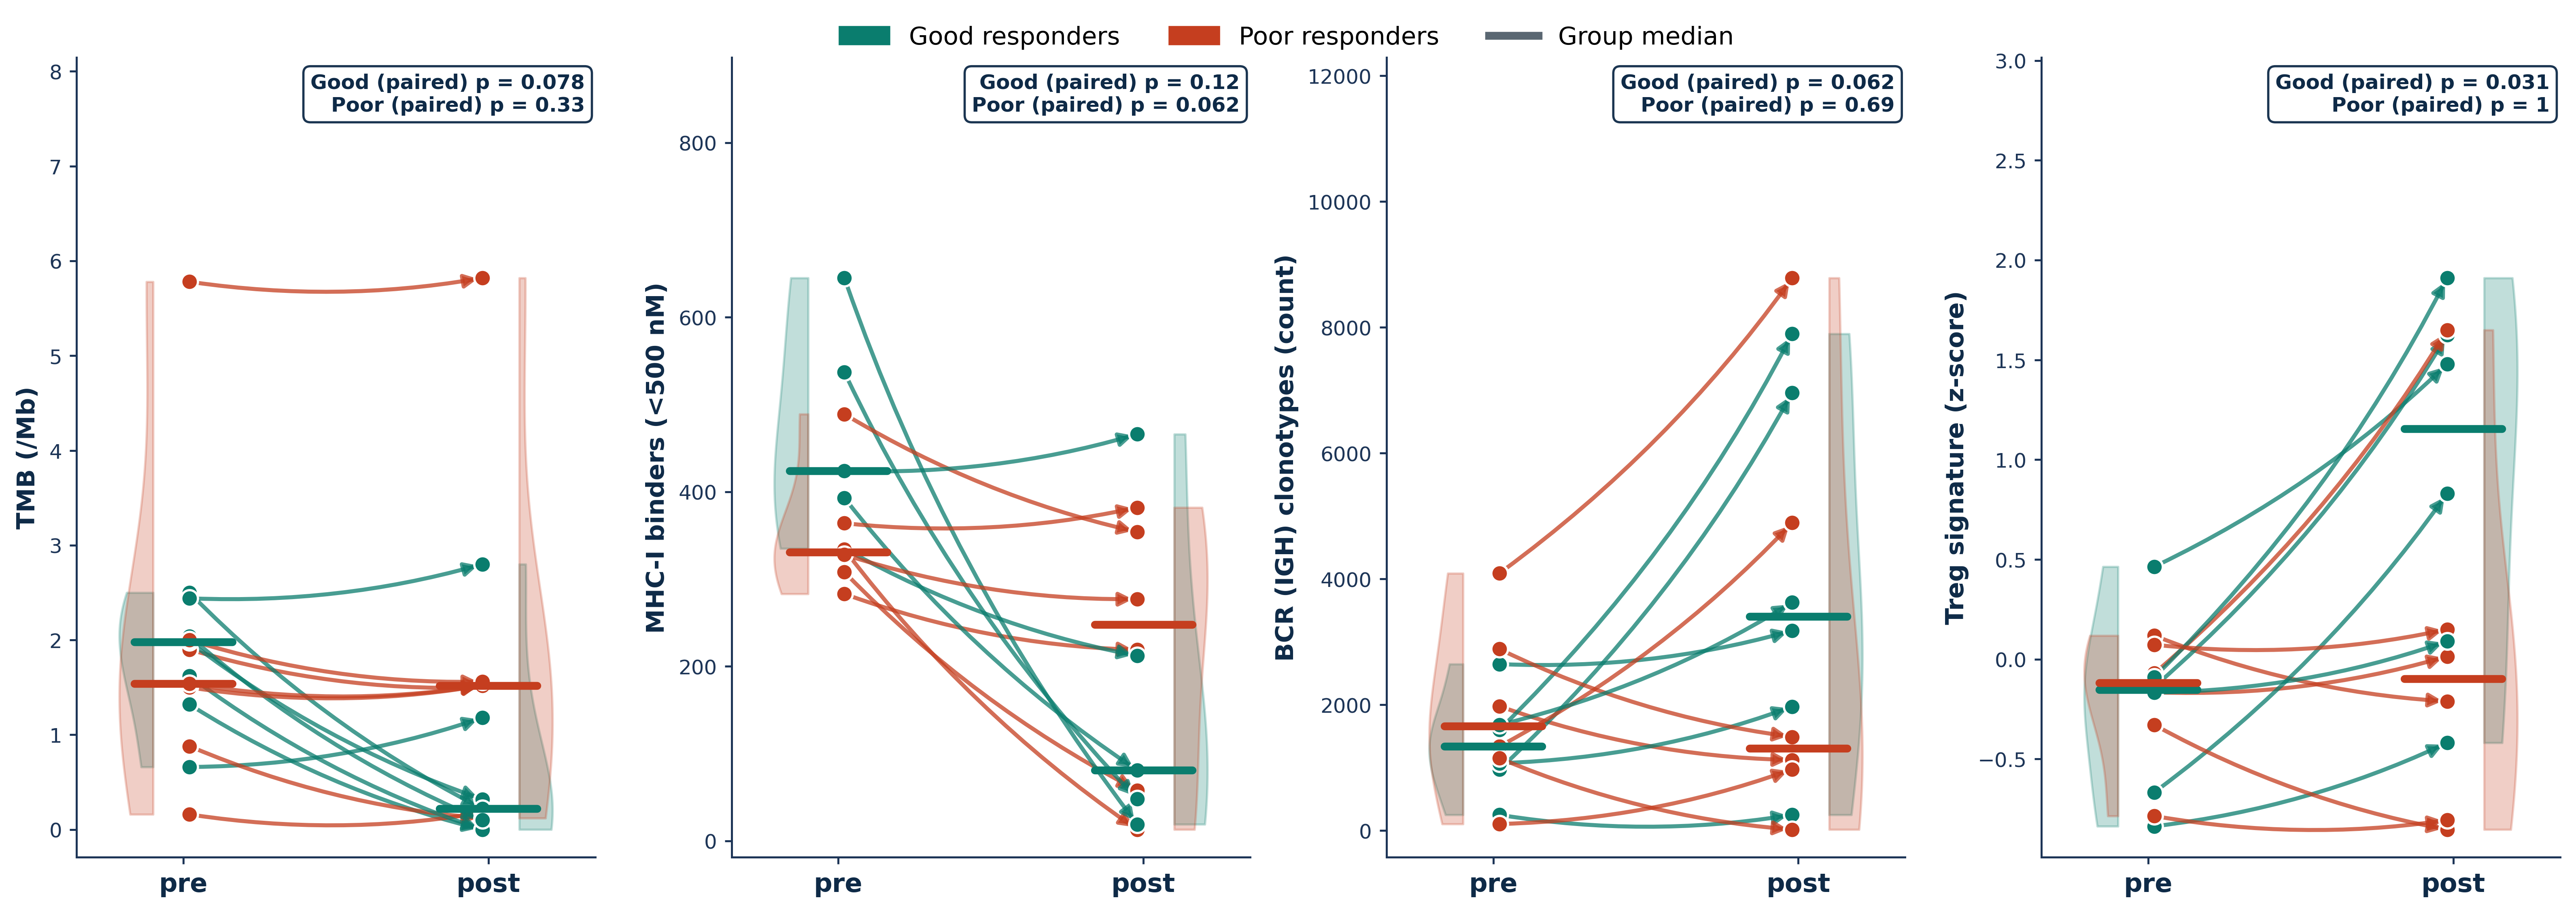 Good responders
Poor responders
Group median
TMB (/Mb)
8
7
6
5
4
3
2
1
0
Good (paired) p = 0.078
Poor (paired) p = 0.33
pre
post
MHC-I binders (<500 nM)
800
600
400
200
0
Good (paired) p = 0.12
Poor (paired) p = 0.062
pre
post
BCR (IGH) clonotypes (count)
12000
10000
8000
6000
4000
2000
0
Good (paired) p = 0.062
Poor (paired) p = 0.69
pre
post
Treg signature (z-score)
3.0
2.5
2.0
1.5
1.0
0.5
0.0
−0.5
Good (paired) p = 0.031
Poor (paired) p = 1
pre
post